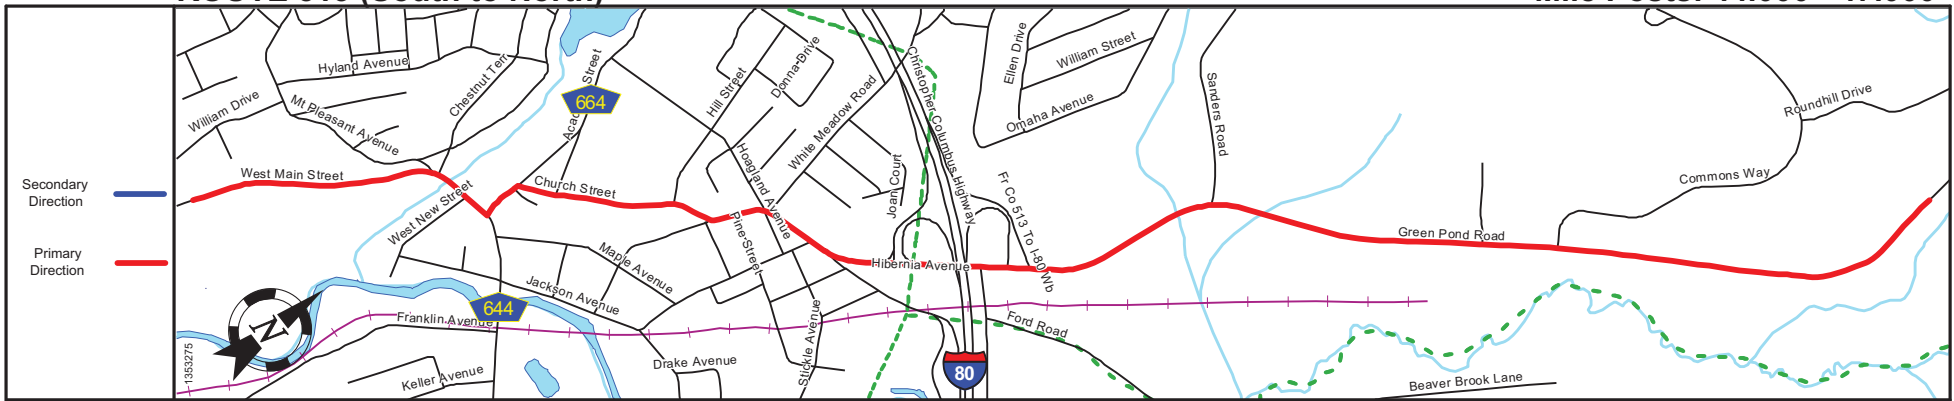 Secondary
Direction
Primary
Direction
Hyland Avenue
Chestnut Terr
William Drive
Mt Pleasant Avenue
West Main Street
West New Street
Street
664
Church Street
Hill Street
Donna-Drive
White Meadow Road
Hoagland Avenue
Pine-Street
Maple Avenue
Jackson Avenue
644
Franklin Avenue
Keller Avenue
Drake Avenue
Stickle Avenue
Joan Court
Christopher Columbus Highway
Hibernia Avenue
Fr Co 513 To I-80 Wb
Ford Road
80
Ellen Drive
William Street
Omaha Avenue
Sanders Road
Green Pond Road
Commons Way
Roundhill Drive
Beaver Brook Lane
N
1353275